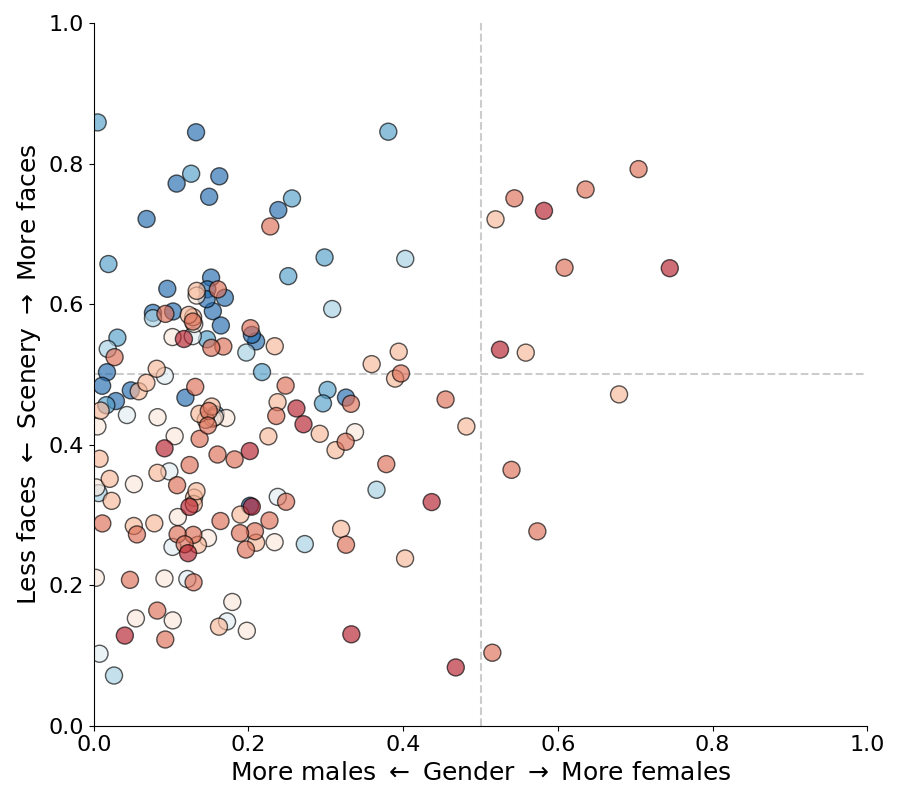 1.0
0.8
0.6
0.4
0.2
0.0
Less faces ← Scenery → More faces
0.0 0.2 0.4 0.6 0.8 1.0
More males ← Gender → More females